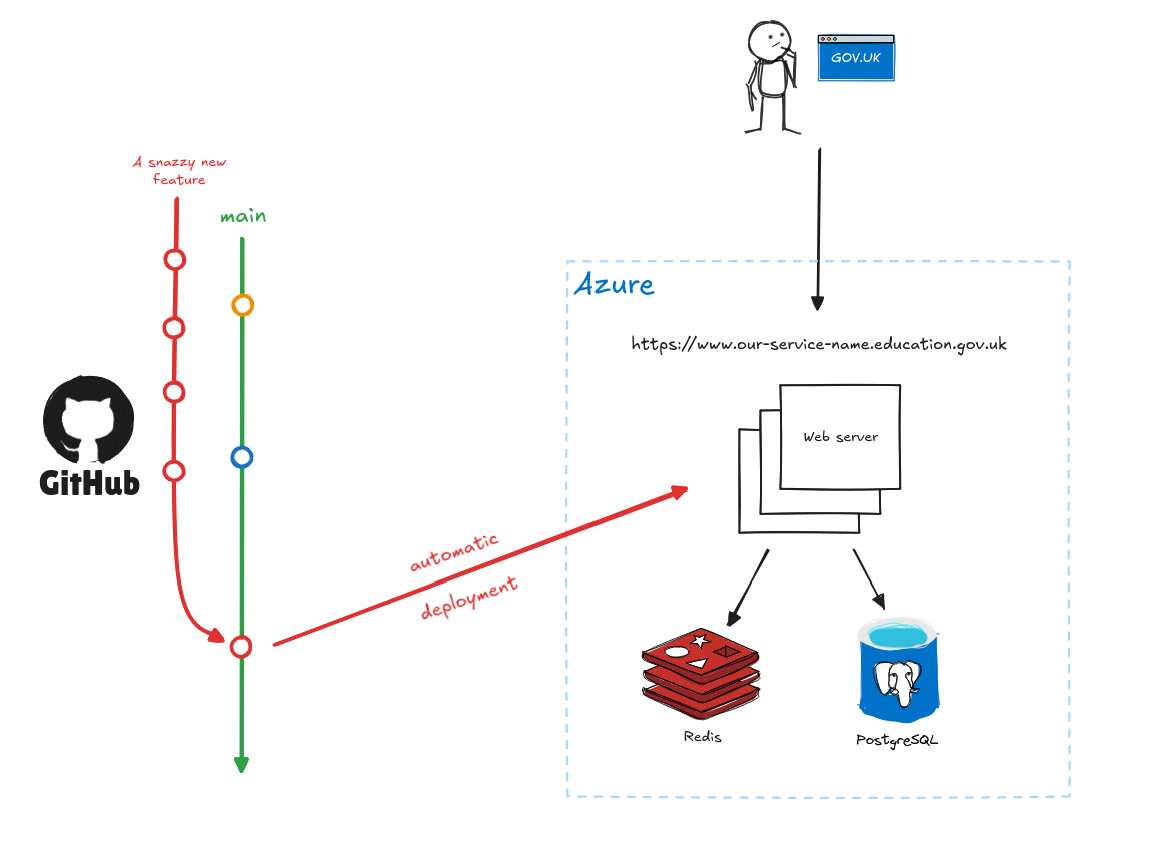 GOV.UK
A snazzy new
feature
main
Azure
https://www.our-service-name.education.gov.uk
Web server
GitHub
automatic
deployment
Redis
PostgreSQL